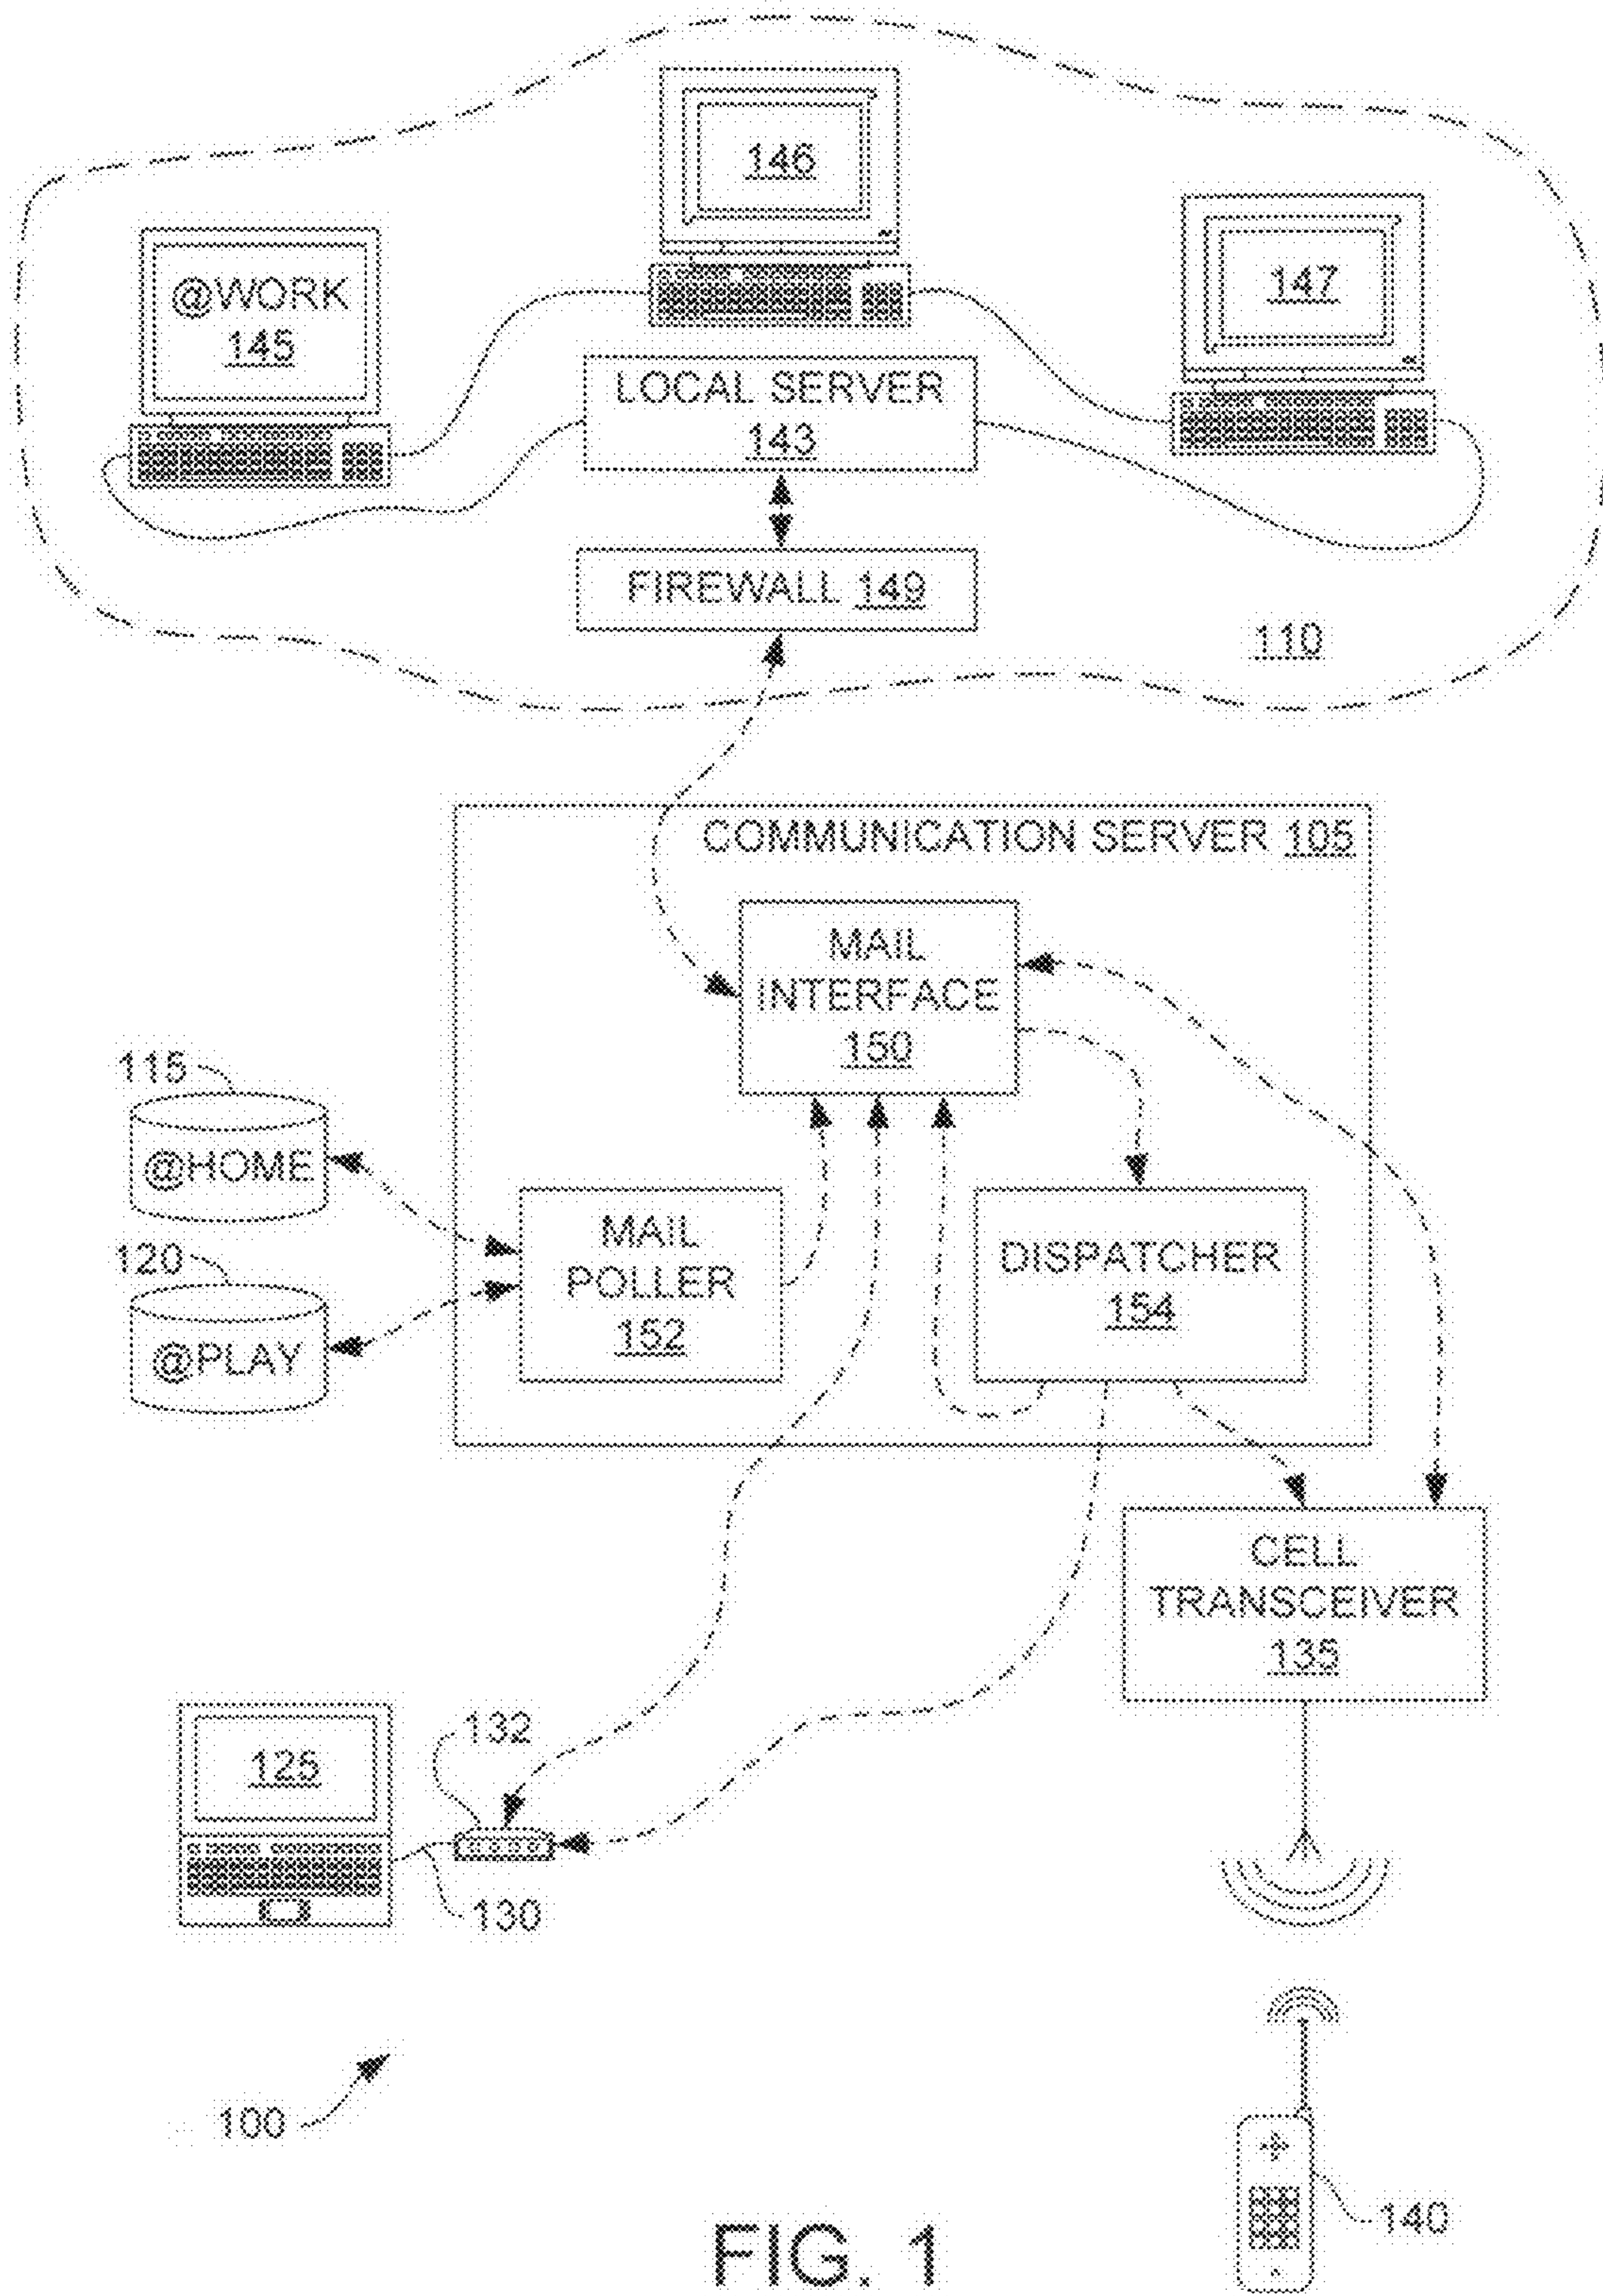 146
@WORK
145
147
LOCAL SERVER
143
FIREWALL 149
110
COMMUNICATION SERVER 105
MAIL
INTERFACE
150
115
@HOME
120
@PLAY
MAIL
POLLER
152
DISPATCHER
154
CELL
TRANSCEIVER
135
125
132
130
100
140
FIG. 1